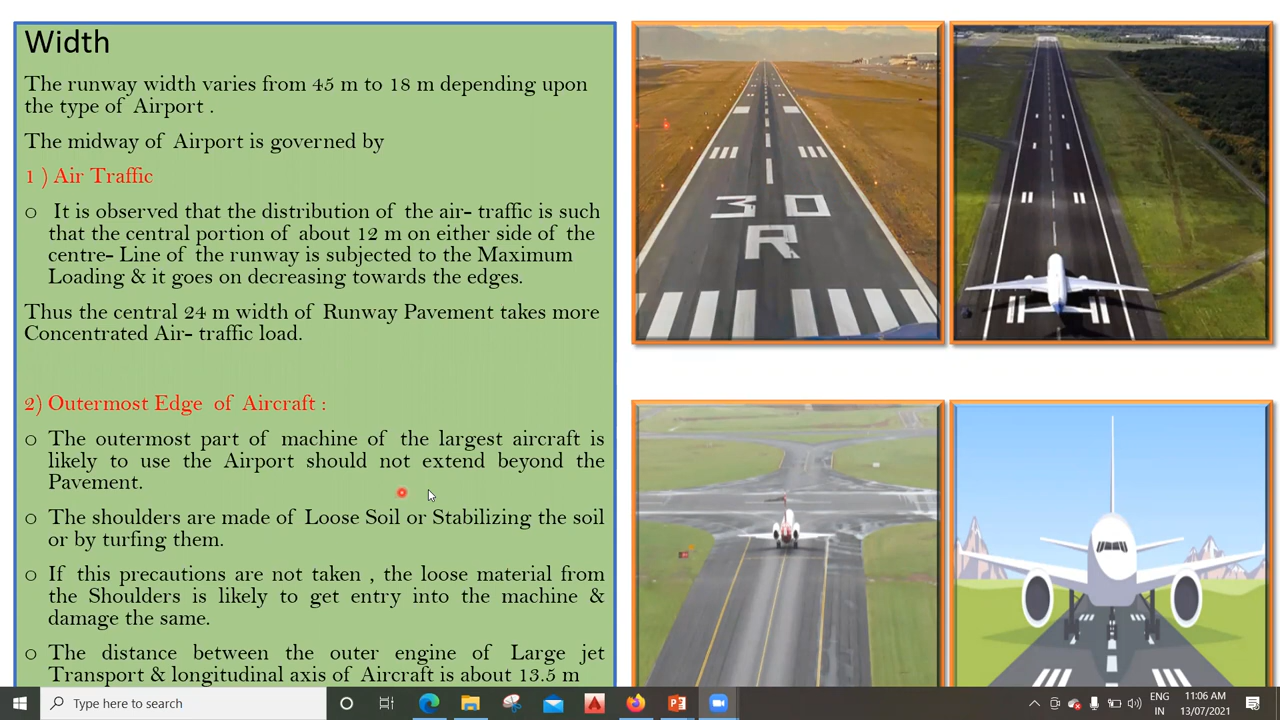 Width
The runway width varies from 45 m to 18 m depending upon
the type of Airport .
The midway of Airport is governed by
1 ) Air Traffic
o It is observed that the distribution of the air- traffic is such
that the central portion of about 12 m on either side of the
centre- Line of the runway is subjected to the Maximum
Loading & it goes on decreasing towards the edges.
Thus the central 24 m width of Runway Pavement takes more
Concentrated Air- traffic load.
2) Outermost Edge of Aircraft :
o The outermost part of machine of the largest aircraft is
likely to use the Airport should not extend beyond the
Pavement.
o The shoulders are made of Loose Soil or Stabilizing the soil
or by turfing them.
o If this precautions are not taken , the loose material from
the Shoulders is likely to get entry into the machine &
damage the same.
o The distance between the outer engine of Large jet
Transport & longitudinal axis of Aircraft is about 13.5 m
30
R
Type here to search
ENG
IN
11:06 AM
13/07/2021